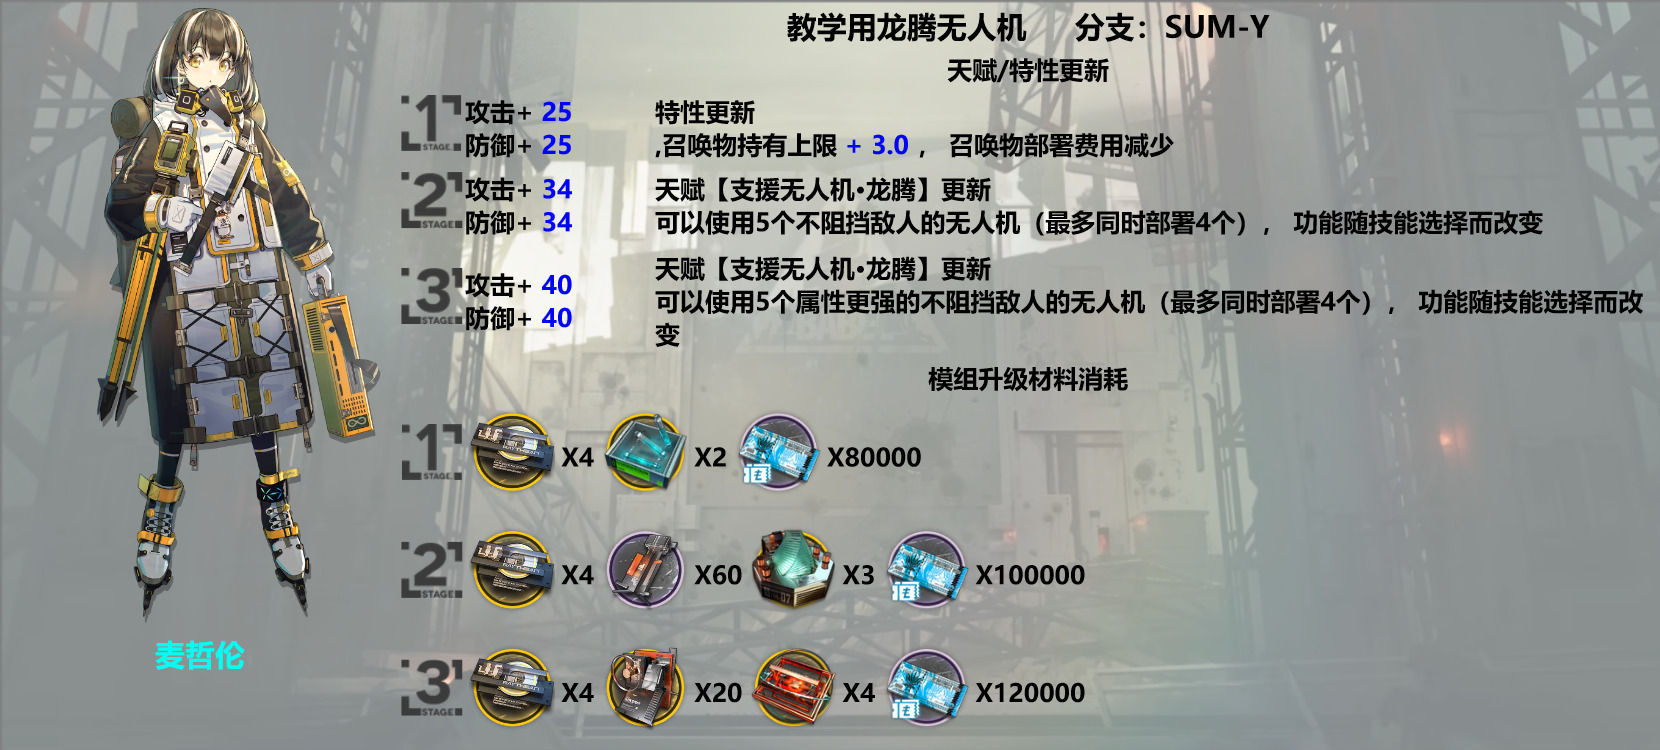 教学用龙腾无人机 分支：SUM-Y
天赋/特性更新
1 STAGE.
攻击+ 25
防御+ 25
特性更新
,召唤物持有上限 + 3.0 ， 召唤物部署费用减少
2 STAGE.
攻击+ 34
防御+ 34
天赋【支援无人机•龙腾】更新
可以使用5个不阻挡敌人的无人机（最多同时部署4个）， 功能随技能选择而改变
3 STAGE.
攻击+ 40
防御+ 40
天赋【支援无人机•龙腾】更新
可以使用5个属性更强的不阻挡敌人的无人机（最多同时部署4个）， 功能随技能选择而改
变
模组升级材料消耗
1 STAGE.
X4 X2 X80000
2 STAGE.
X4 X60 X3 X100000
3 STAGE.
X4 X20 X4 X120000
麦哲伦